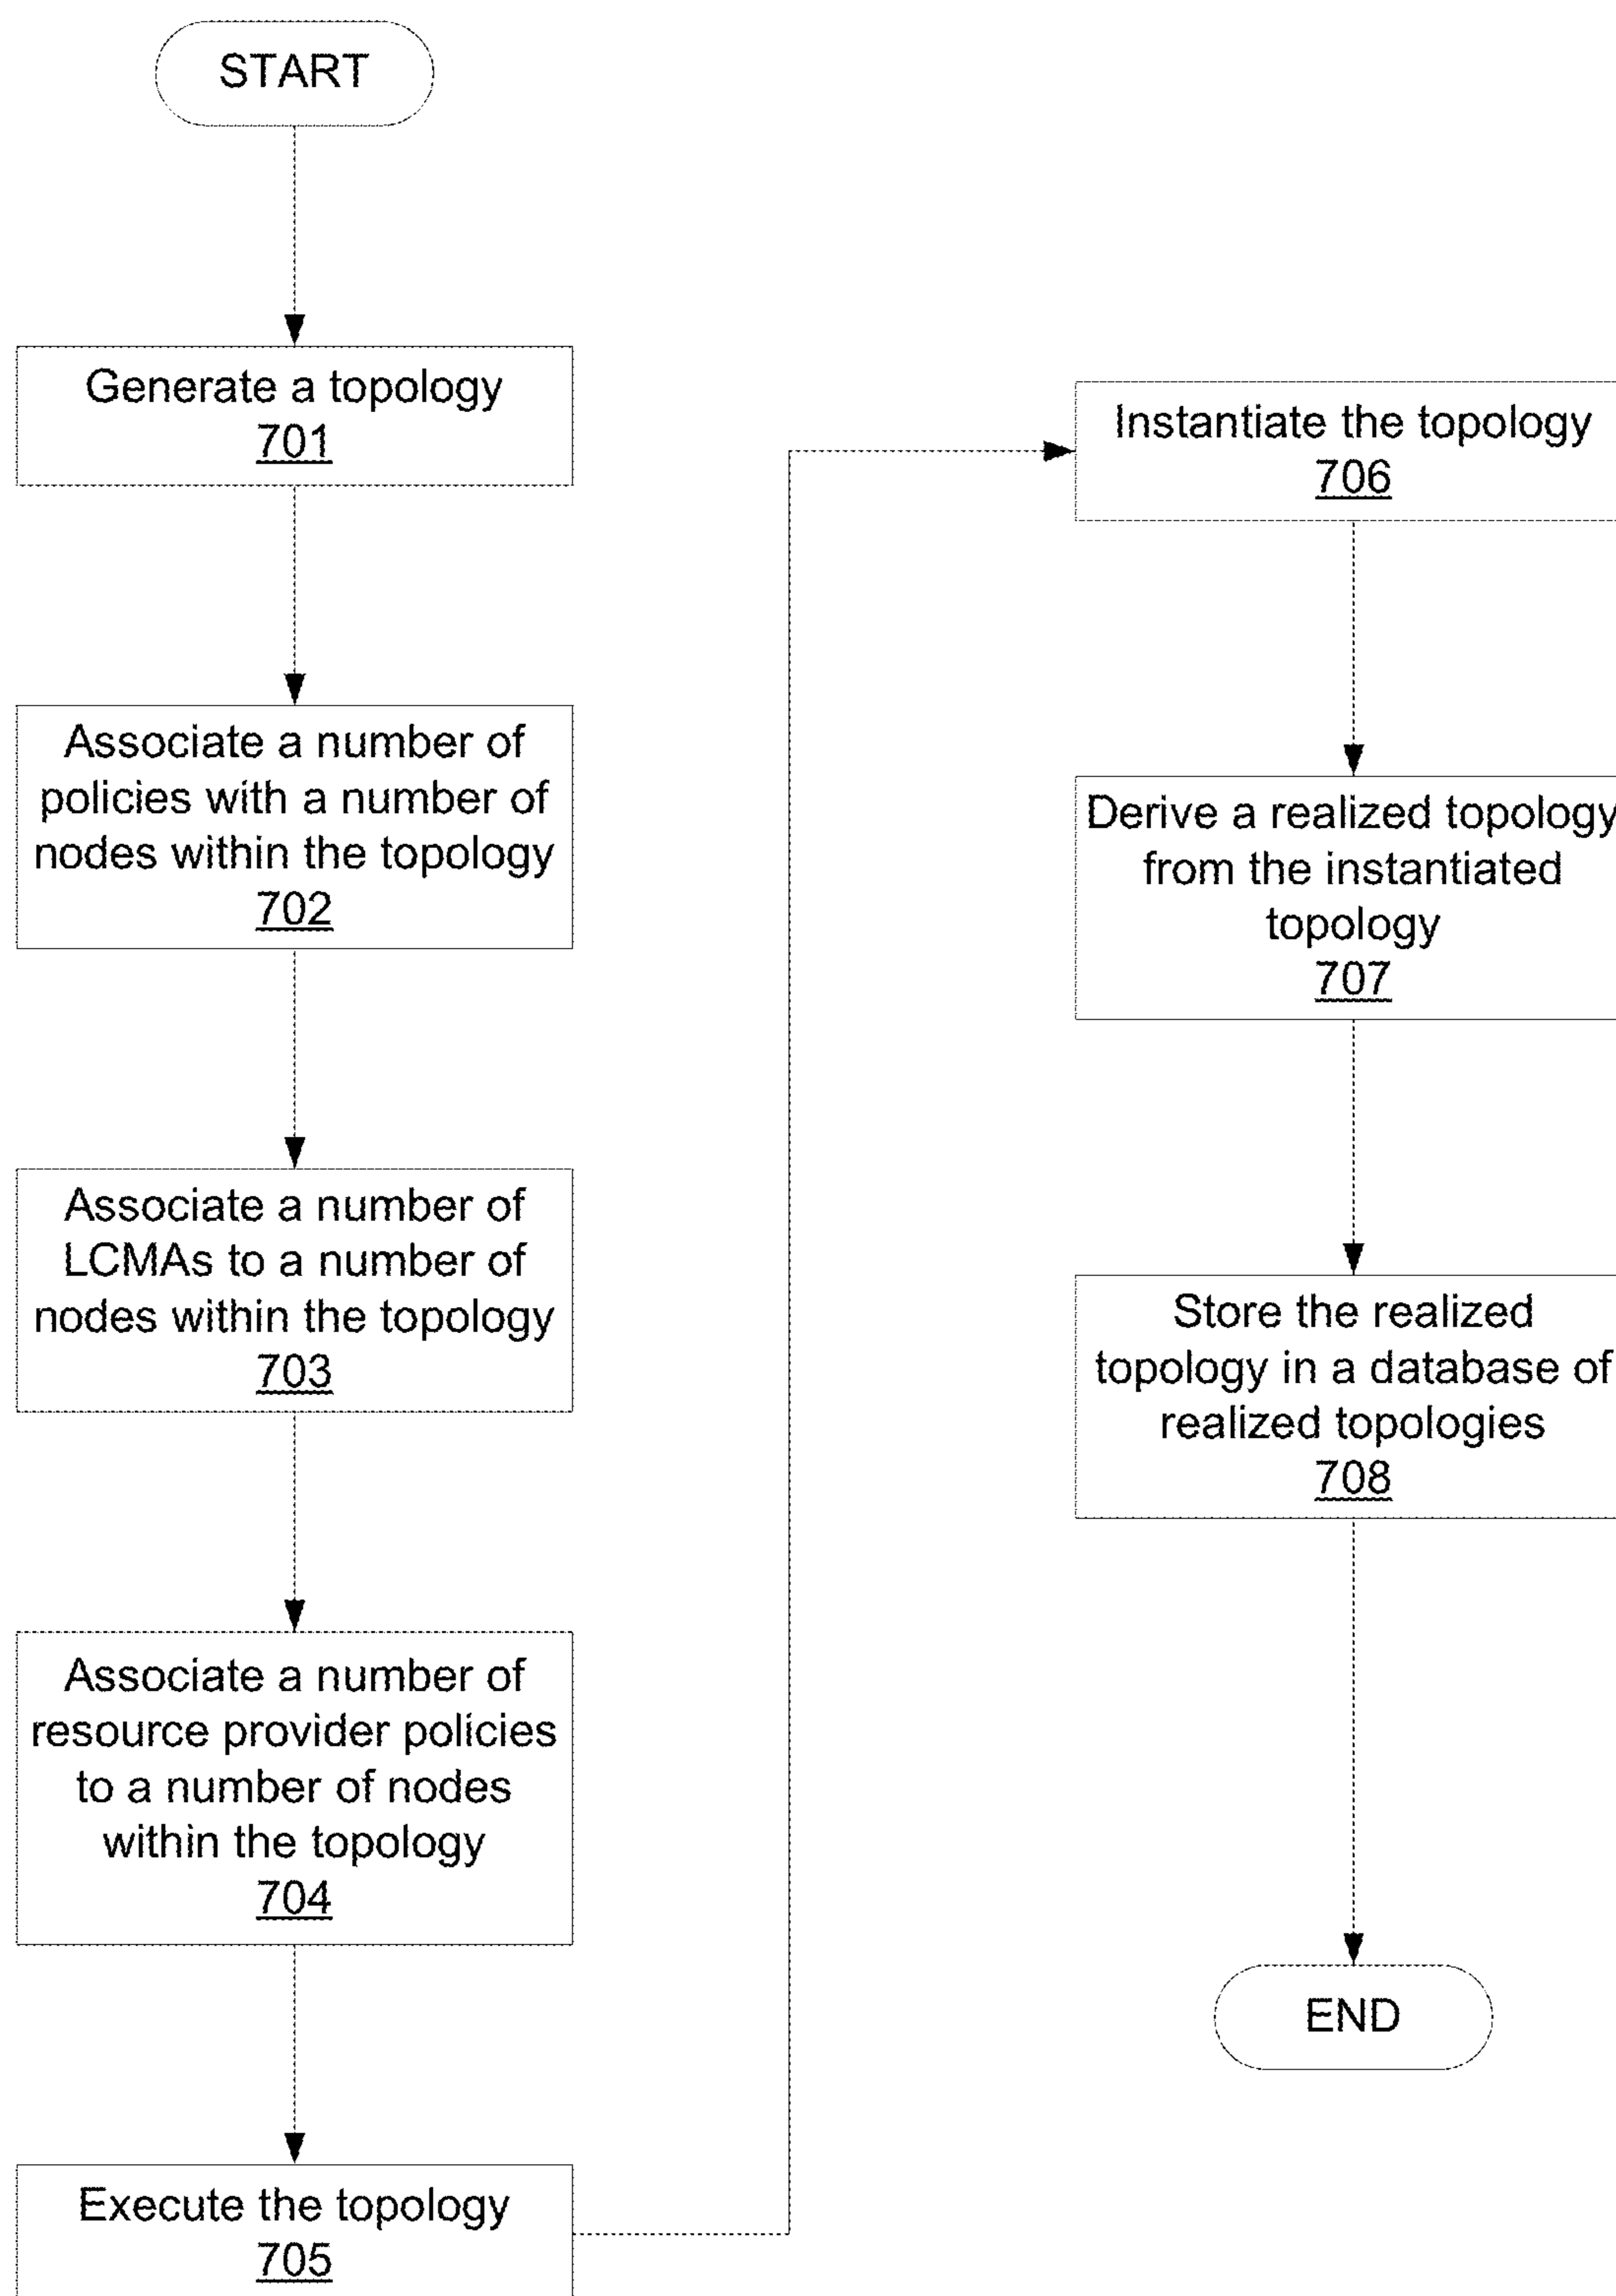 START
Generate a topology
701
Associate a number of
policies with a number of
nodes within the topology
702
Associate a number of
LCMAs to a number of
nodes within the topology
703
Associate a number of
resource provider policies
to a number of nodes
within the topology
704
Execute the topology
705
Instantiate the topology
706
Derive a realized topology
from the instantiated
topology
707
Store the realized
topology in a database of
realized topologies
708
END